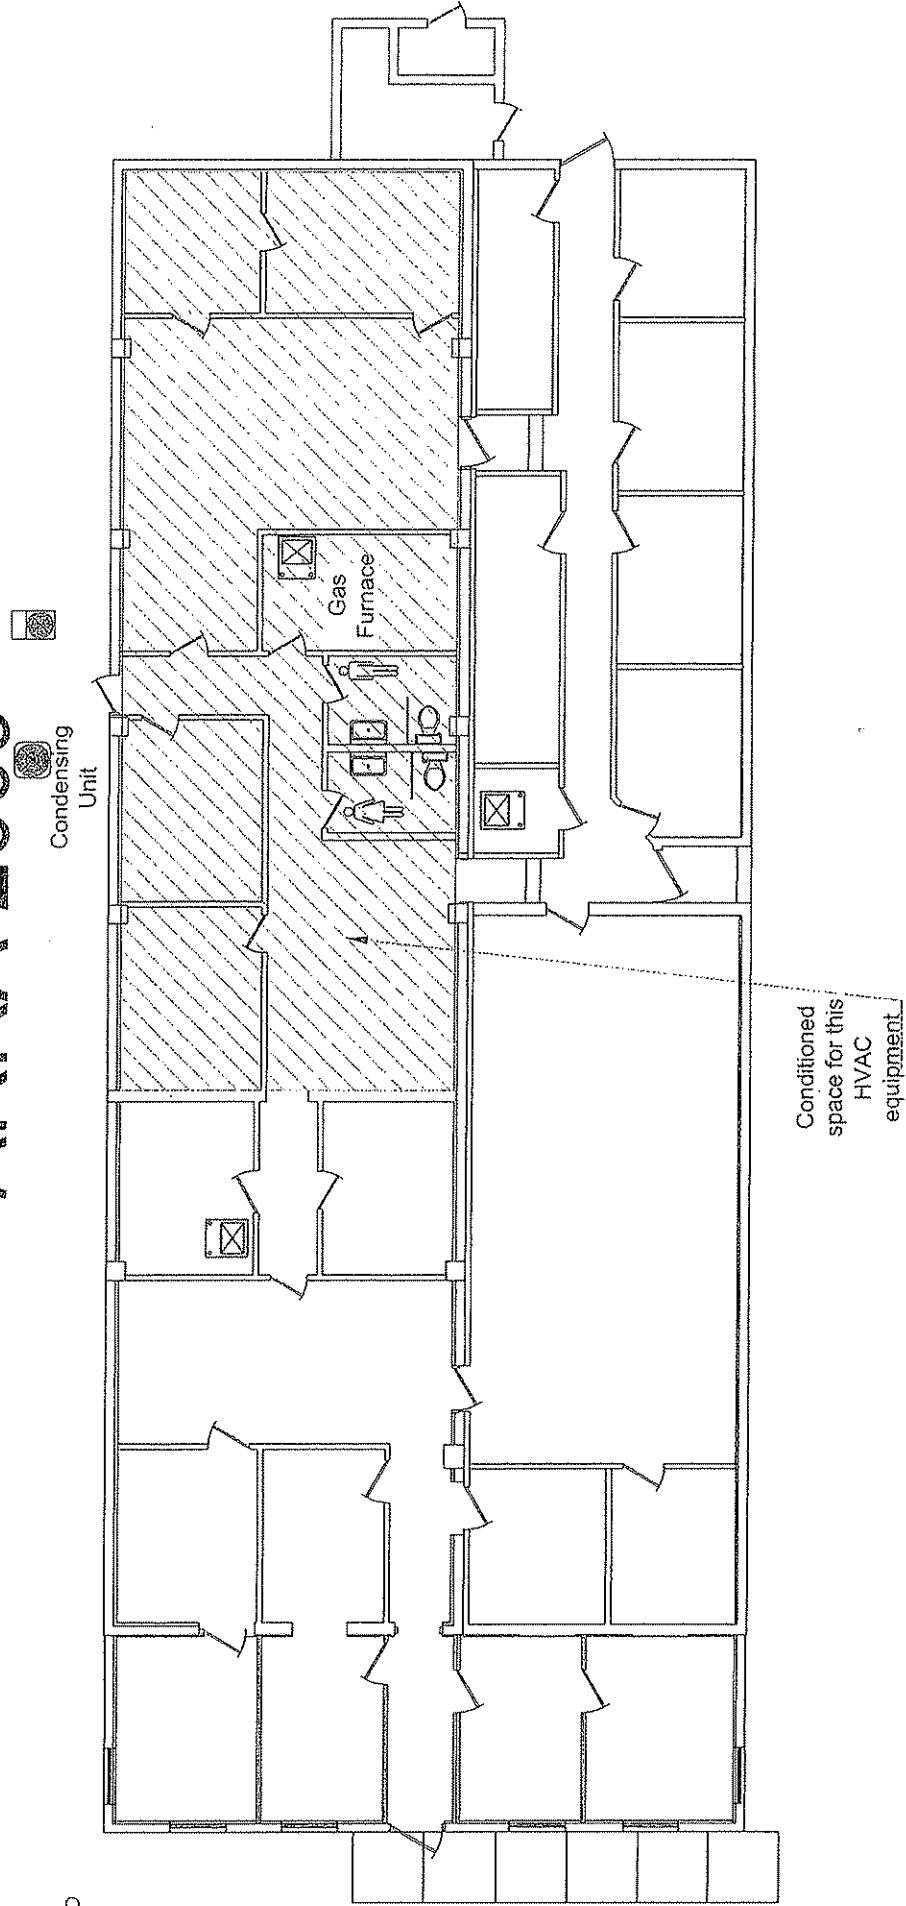 Condensing
Unit
Gas
Furnace
Conditioned
space for this
HVAC
equipment